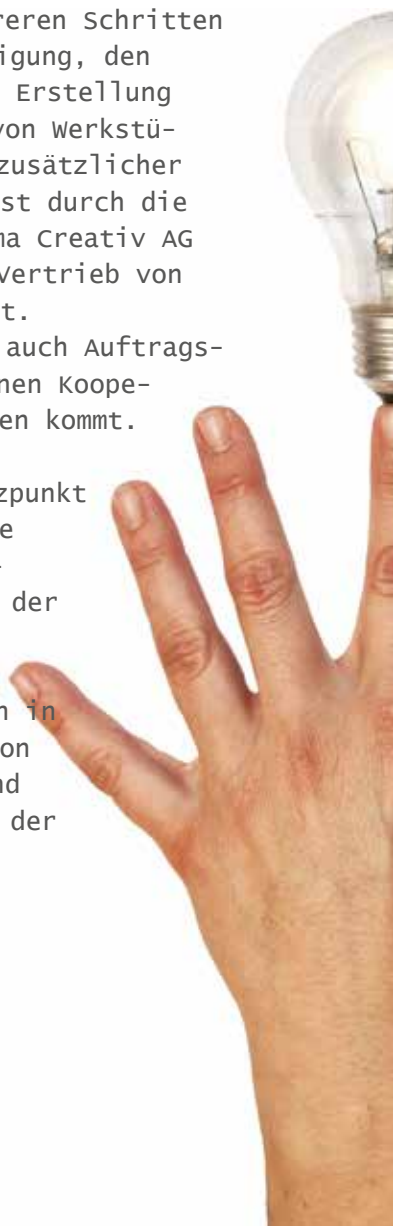 reren Schritten
igung, den
Erstellung
von Werkstü-
zusätzlicher
st durch die
ma Creativ AG
Vertrieb von
t.
auch Auftrags-
nen Koope-
en kommt.
zpunkt
e
-
der
n in
on
nd
der